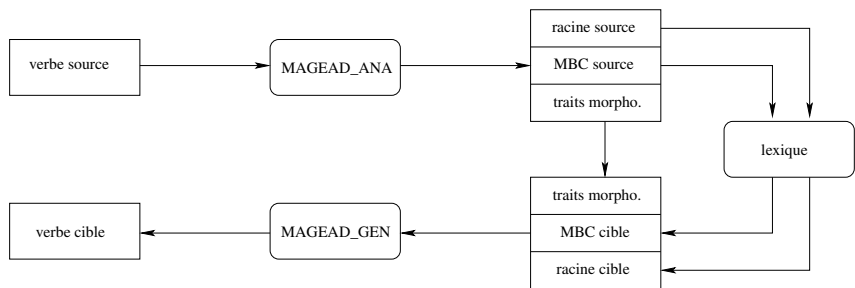 racine source
verbe source
MAGEAD_ANA
MBC source
traits morpho.
lexique
traits morpho.
verbe cible
MAGEAD_GEN
MBC cible
racine cible